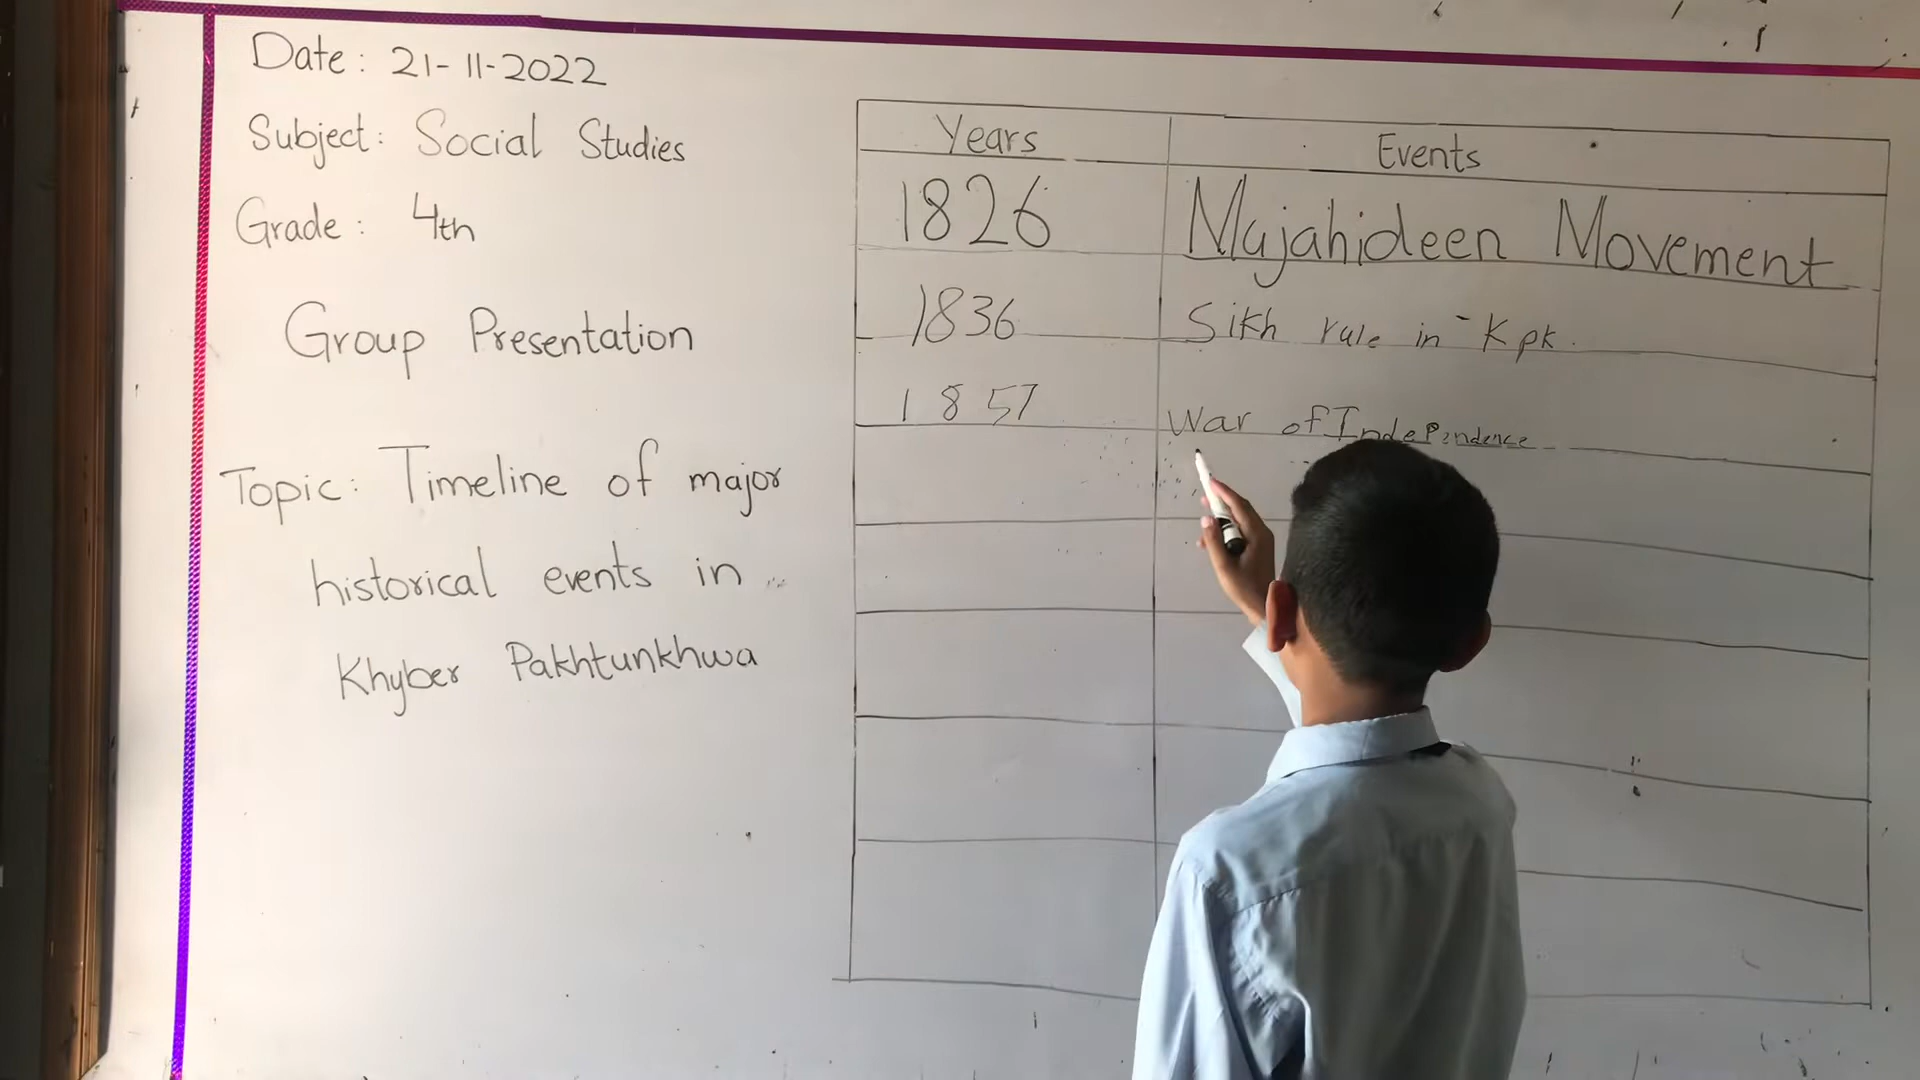 Date: 21-11-2022
Subject: Social Studies
Grade: 4th
Group Presentation
Topic: Timeline of major
historical events in
Khyber Pakhtunkhwa
Years Events
1826 Mujahideen Movement
1836 Sikh rule in Kpk.
1857 War of Independence